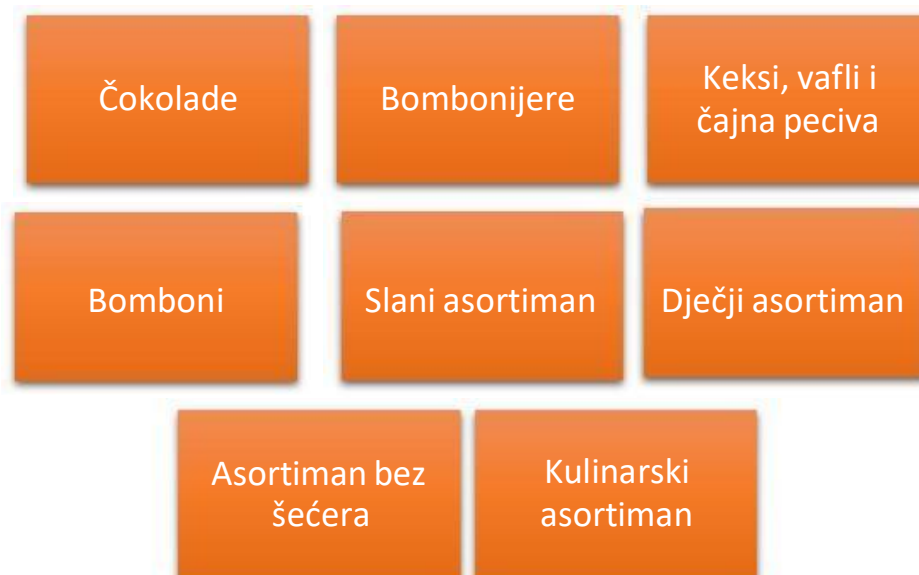 Čokolade
Bombonijere
Keksi, vafli i
čajna peciva
Bomboni
Slani asortiman
Dječji asortiman
Asortiman bez
šećera
Kulinarski
asortiman